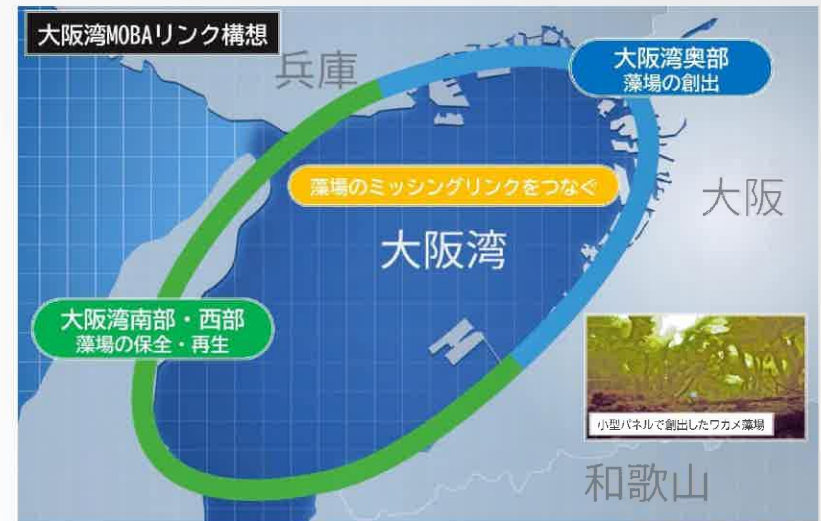 大阪湾MOBAリンク構想
兵庫
大阪湾奥部
藻場の創出
藻場のミッシングリンクをつなぐ
大阪
大阪湾
大阪湾南部・西部
藻場の保全・再生
小型パネルで創出したワカメ藻場
和歌山